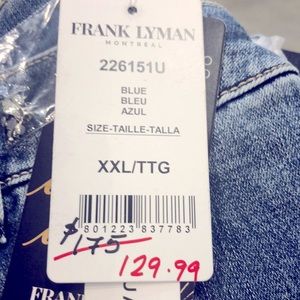 FRANK LYMAN
MONTREAL
226151U
BLUE
BLEU
AZUL
SIZE-TAILLE-TALLA
XXL/TTG
801223 837783
$175
129.99
FRANK